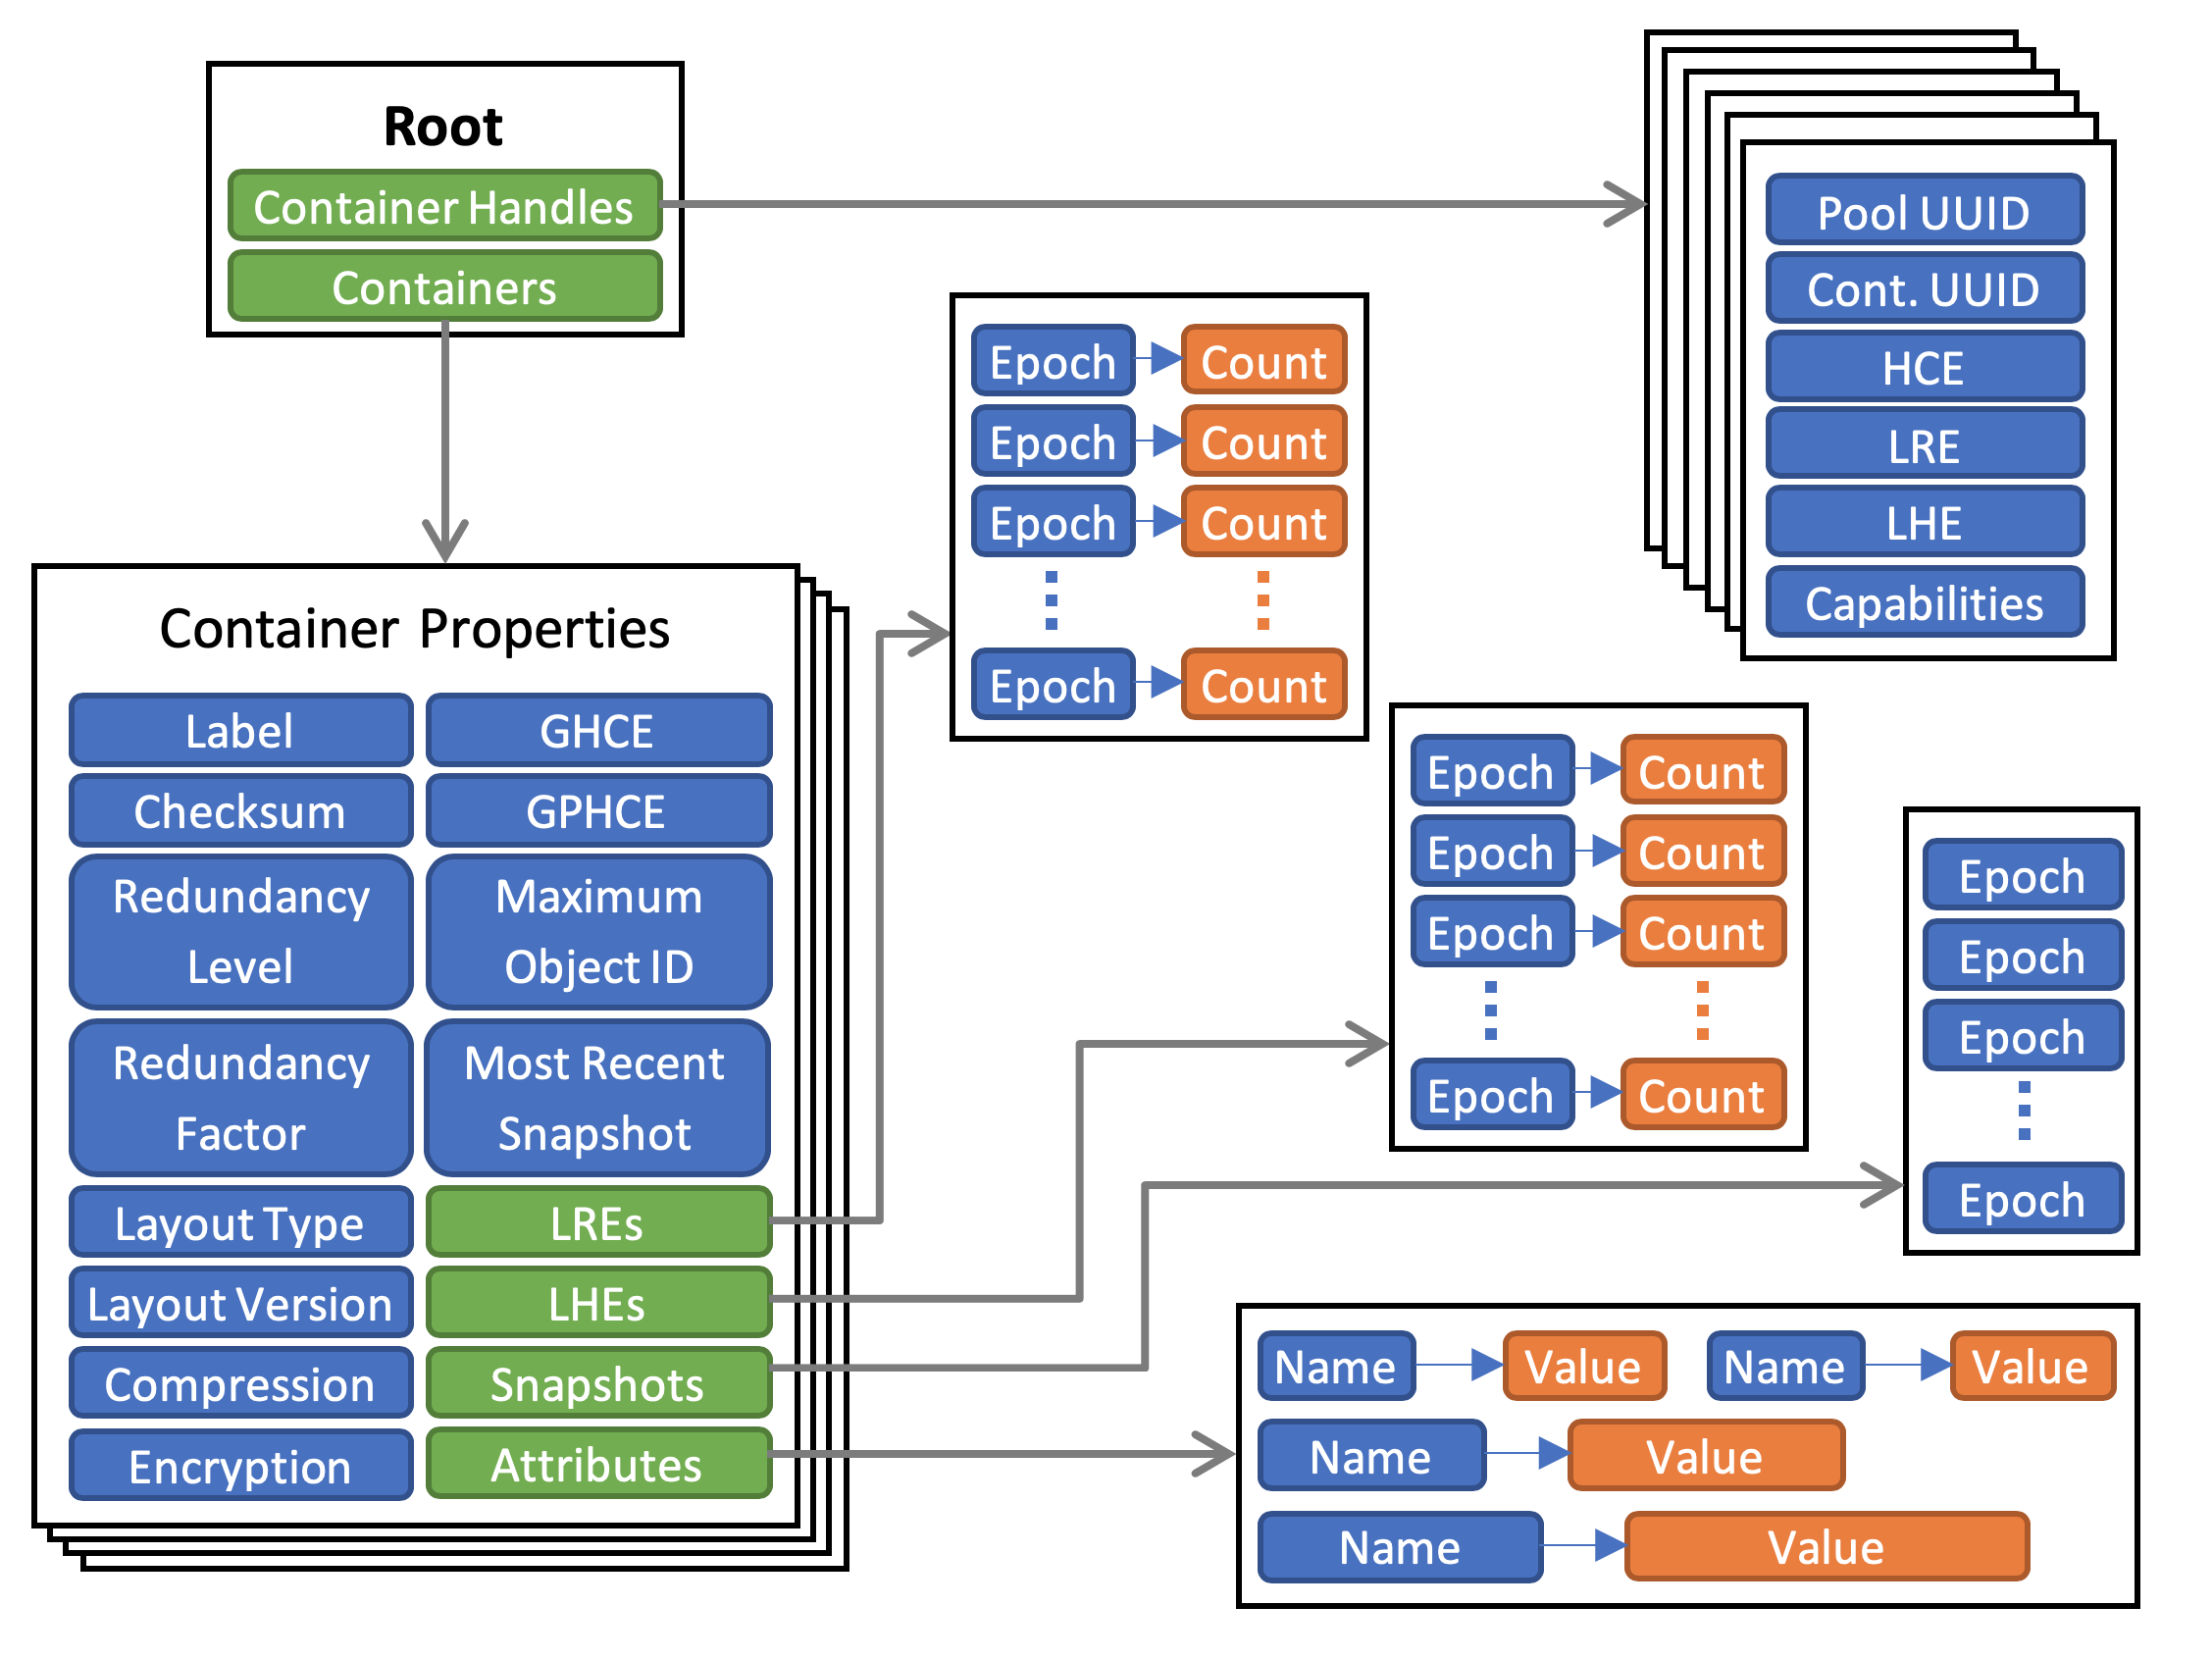 Root
Container Handles
Containers
Pool UUID
Cont. UUID
HCE
LRE
LHE
Capabilities
Epoch Count
Epoch Count
Epoch Count
Epoch Count
Container Properties
Label
Checksum
Redundancy
Level
Redundancy
Factor
Layout Type
Layout Version
Compression
Encryption
GHCE
GPHCE
Maximum
Object ID
Most Recent
Snapshot
LREs
LHEs
Snapshots
Attributes
Epoch Count
Epoch Count
Epoch Count
Epoch Count
Epoch
Epoch
Epoch
Epoch
Name Value Name Value
Name Value
Name Value